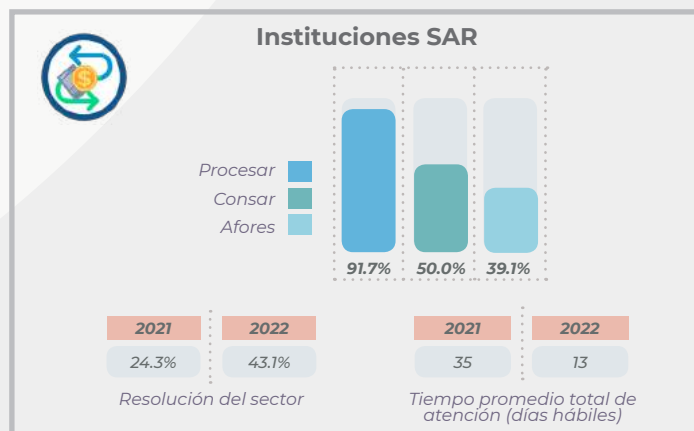 Instituciones SAR
Procesar
Consar
Afores
91.7% 50.0% 39.1%
2021 2022
24.3% 43.1%
Resolución del sector
2021 2022
35 13
Tiempo promedio total de
atención (días hábiles)